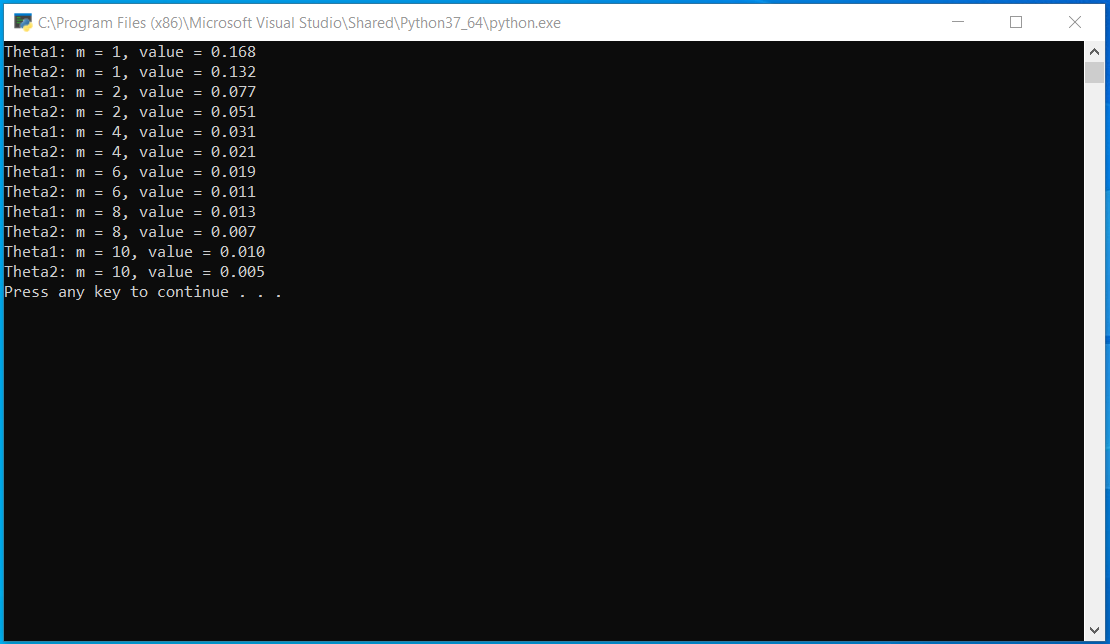 C:\Program Files (x86)\Microsoft Visual Studio\Shared\Python37_64\python.exe
Theta1: m = 1, value = 0.168
Theta2: m = 1, value = 0.132
Theta1: m = 2, value = 0.077
Theta2: m = 2, value = 0.051
Theta1: m = 4, value = 0.031
Theta2: m = 4, value = 0.021
Theta1: m = 6, value = 0.019
Theta2: m = 6, value = 0.011
Theta1: m = 8, value = 0.013
Theta2: m = 8, value = 0.007
Theta1: m = 10, value = 0.010
Theta2: m = 10, value = 0.005
Press any key to continue . . .